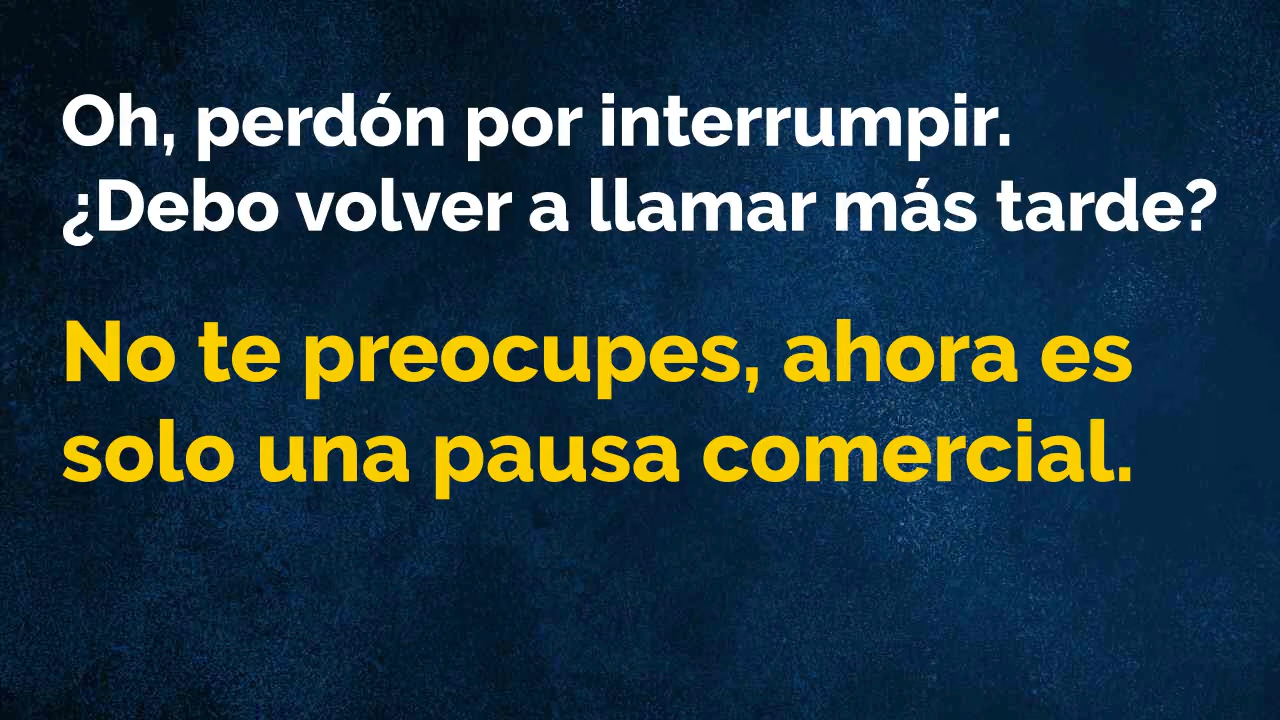 Oh, perdón por interrumpir.
¿Debo volver a llamar más tarde?
No te preocupes, ahora es
solo una pausa comercial.